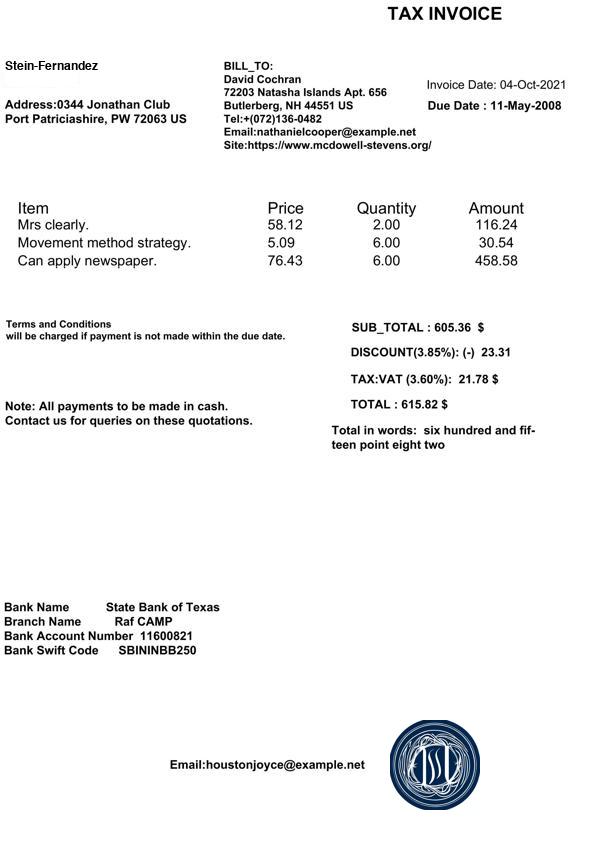 TAX INVOICE
Stein-Fernandez
Address:0344 Jonathan Club
Port Patriciashire, PW 72063 US
BILL_TO:
David Cochran
72203 Natasha Islands Apt. 656
Butlerberg, NH 44551 US
Tel:+(072)136-0482
Email:nathanielcooper@example.net
Site:https://www.mcdowell-stevens.org/
Invoice Date: 04-Oct-2021
Due Date : 11-May-2008
Item Price Quantity Amount
Mrs clearly. 58.12 2.00 116.24
Movement method strategy. 5.09 6.00 30.54
Can apply newspaper. 76.43 6.00 458.58
Terms and Conditions
will be charged if payment is not made within the due date.
SUB_TOTAL : 605.36 $
DISCOUNT(3.85%): (-) 23.31
TAX:VAT (3.60%): 21.78 $
TOTAL : 615.82 $
Note: All payments to be made in cash.
Contact us for queries on these quotations.
Total in words: six hundred and fif-
teen point eight two
Bank Name State Bank of Texas
Branch Name Raf CAMP
Bank Account Number 11600821
Bank Swift Code SBININBB250
Email:houstonjoyce@example.net